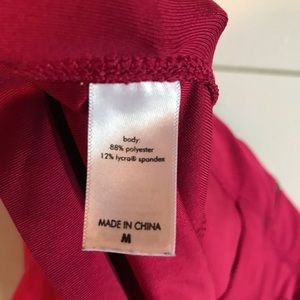 body:
88% polyester
12% lycra® spandex
MADE IN CHINA
M